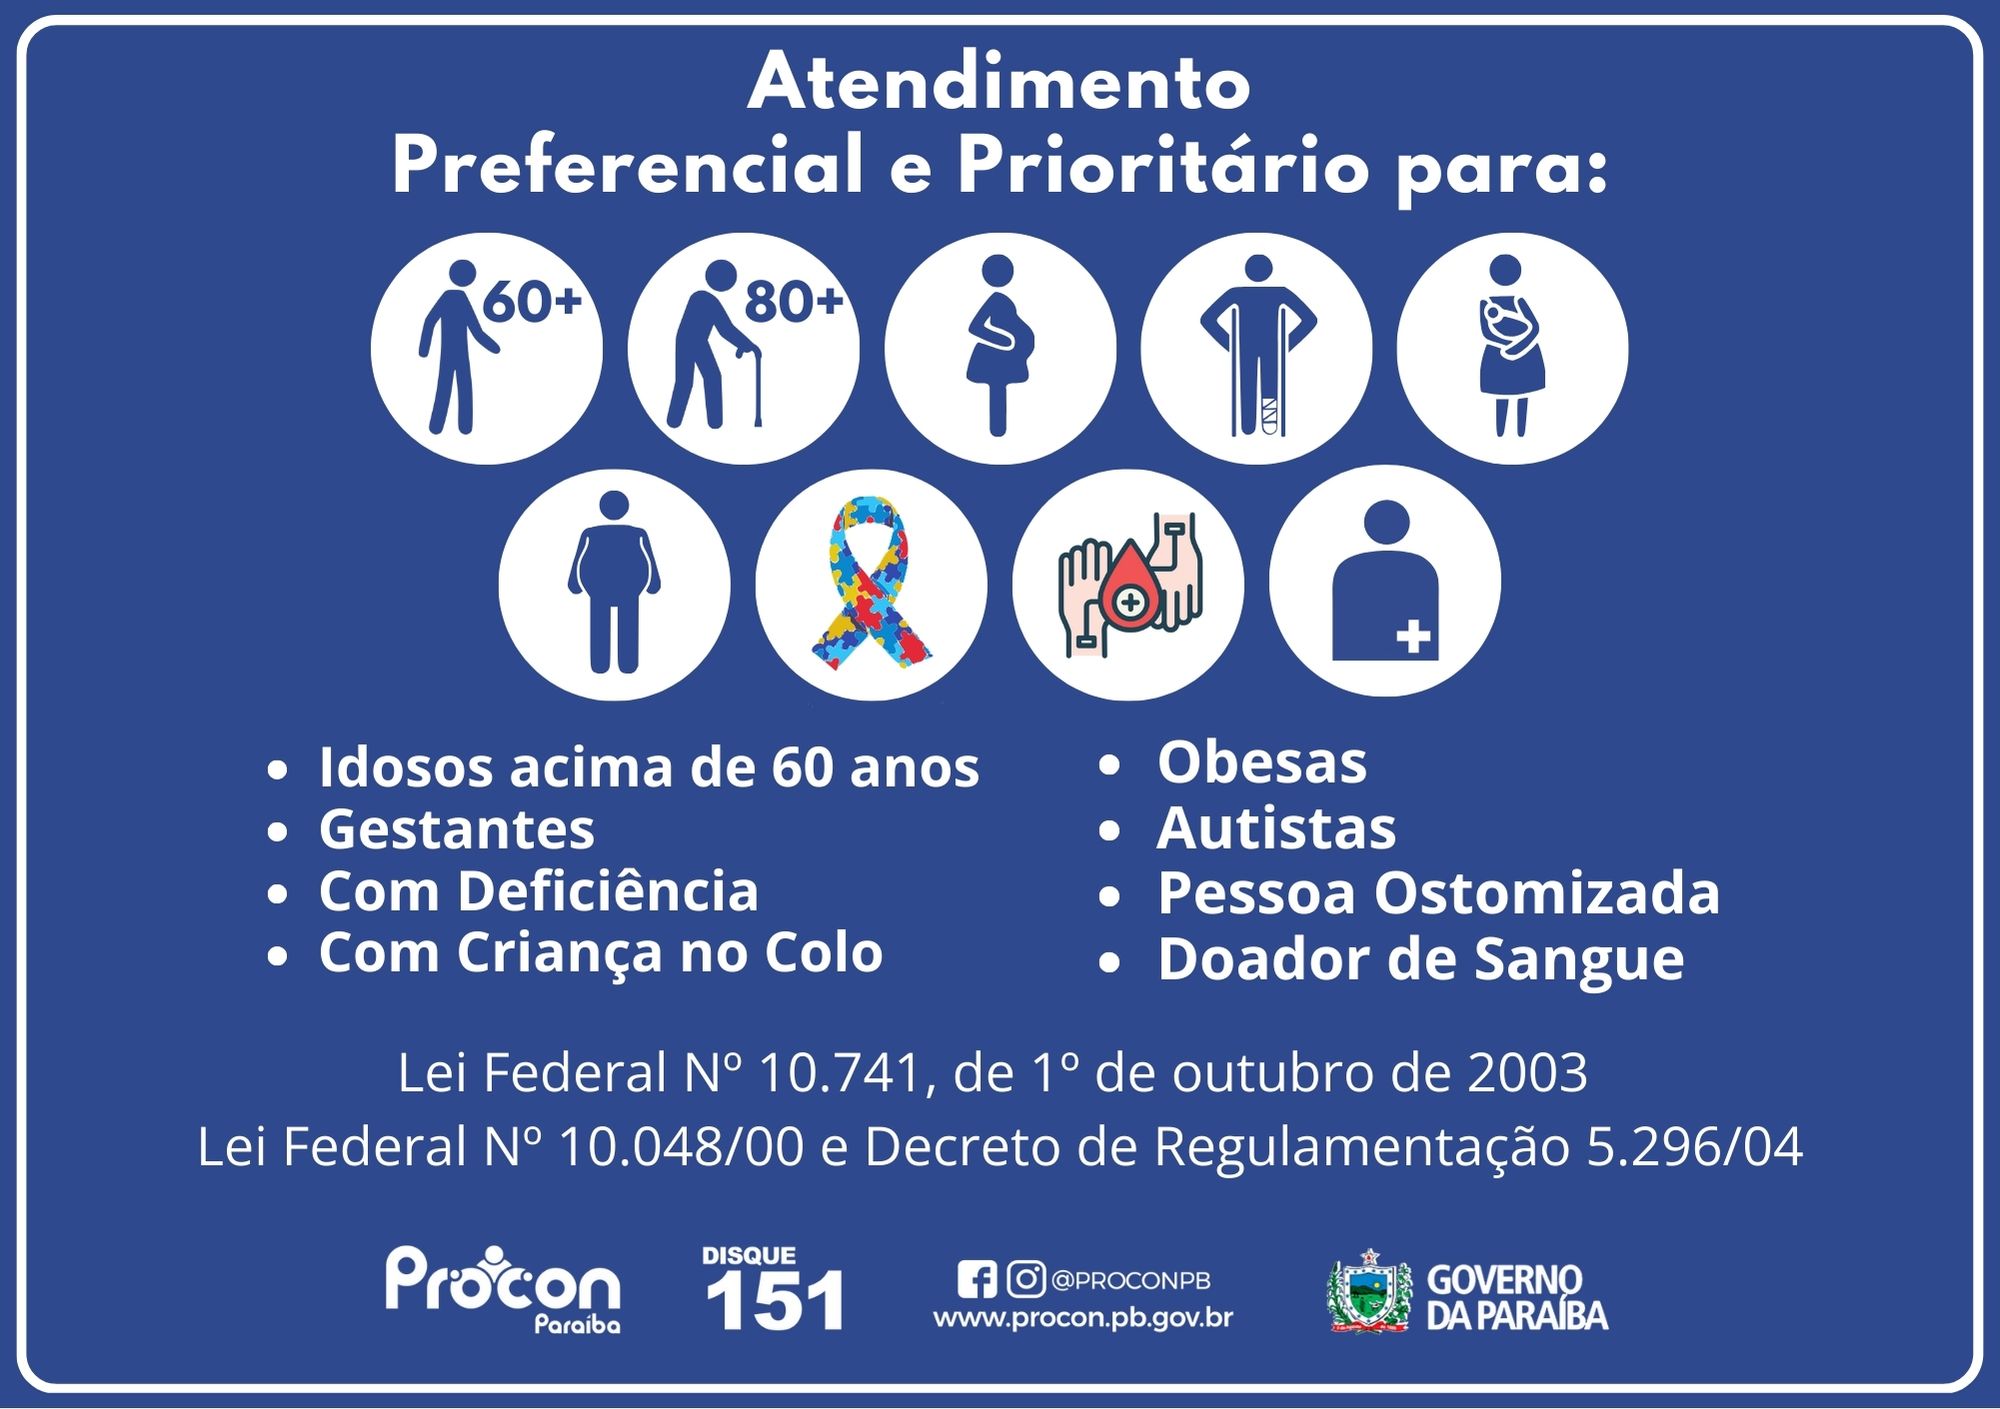 Atendimento
Preferencial e Prioritário para:
60+
80+
Idosos acima de 60 anos
Gestantes
Com Deficiência
Com Criança no Colo
Obesas
Autistas
Pessoa Ostomizada
Doador de Sangue
Lei Federal Nº 10.741, de 1º de outubro de 2003
Lei Federal Nº 10.048/00 e Decreto de Regulamentação 5.296/04
Procon
Paraíba
DISQUE
151
@PROCONPB
www.procon.pb.gov.br
GOVERNO
DA PARAÍBA